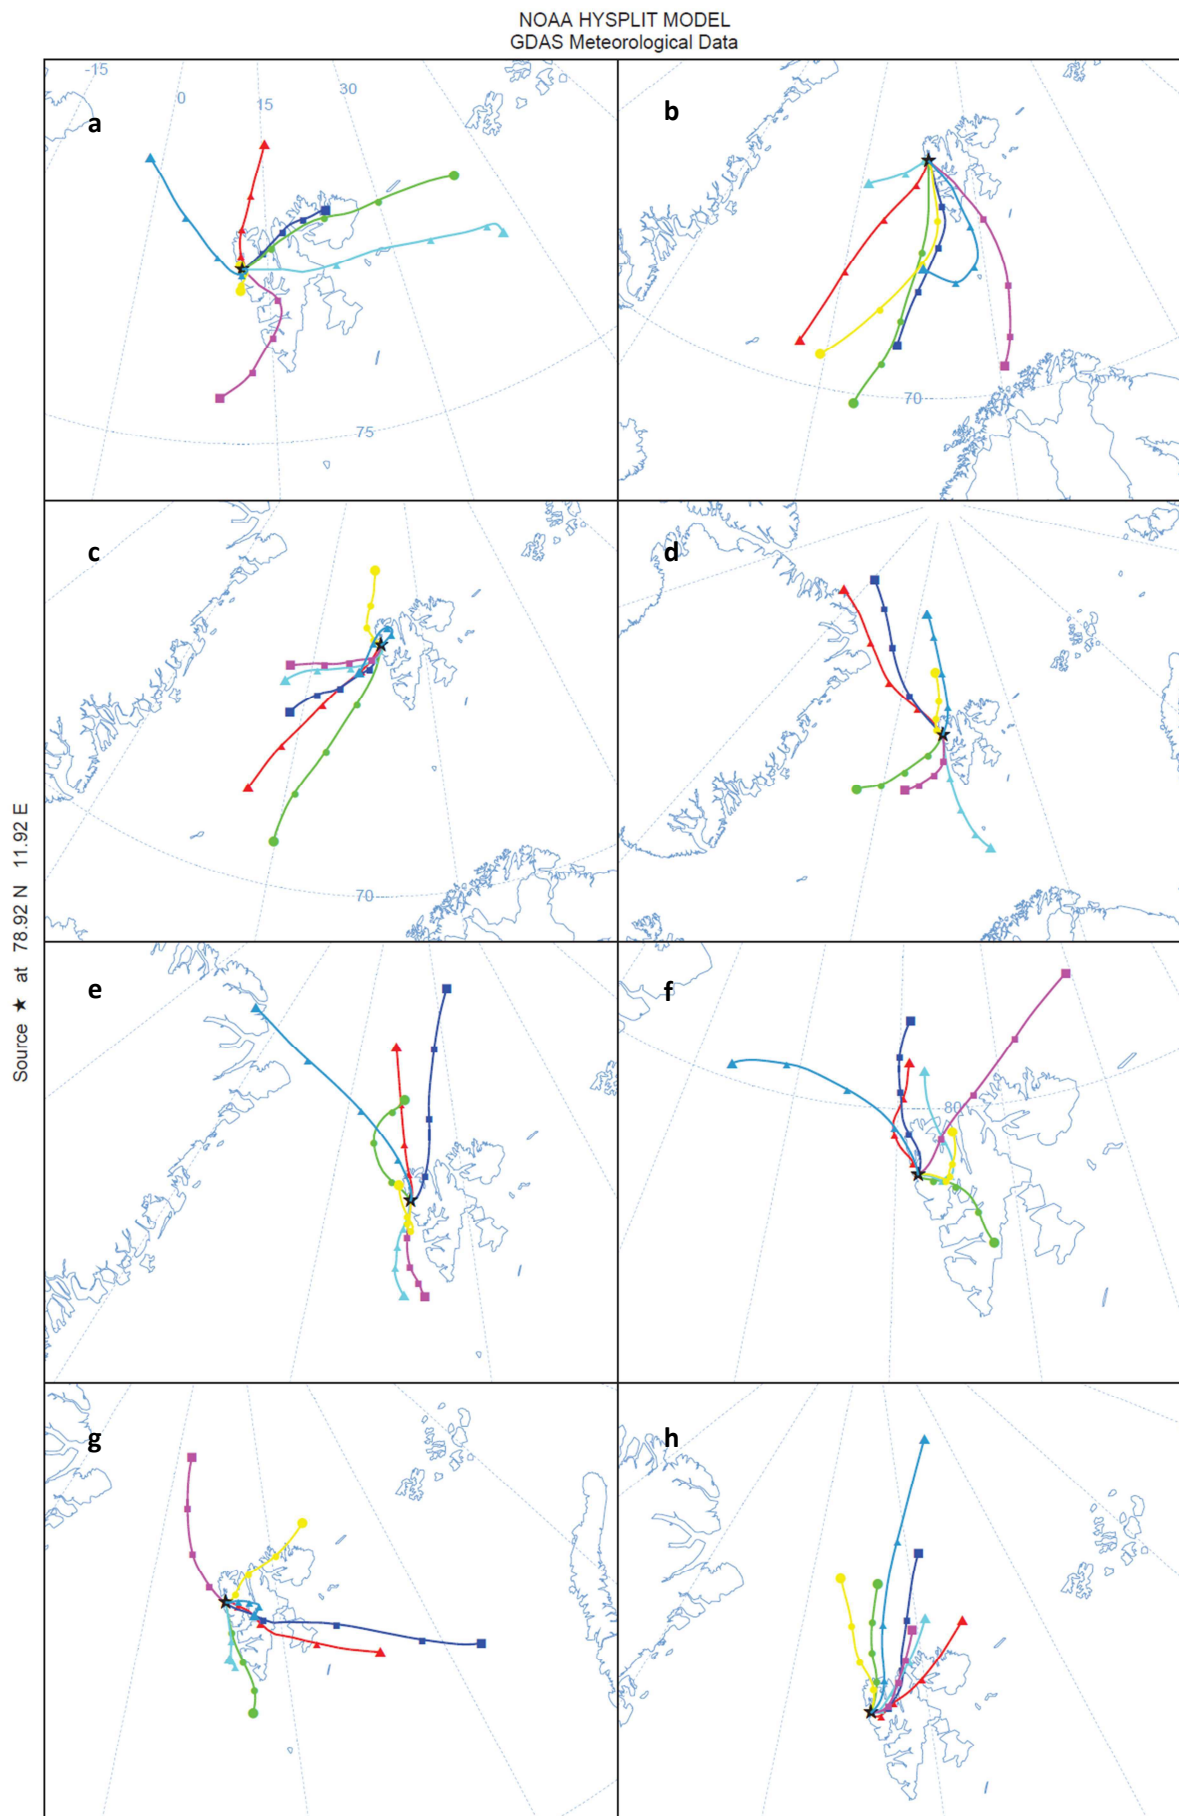 NOAA HYSPLIT MODEL
GDAS Meteorological Data
-15
0
15
30
a
75
b
70
c
70
d
e
f
80
g
h
Source ★ at 78.92 N 11.92 E